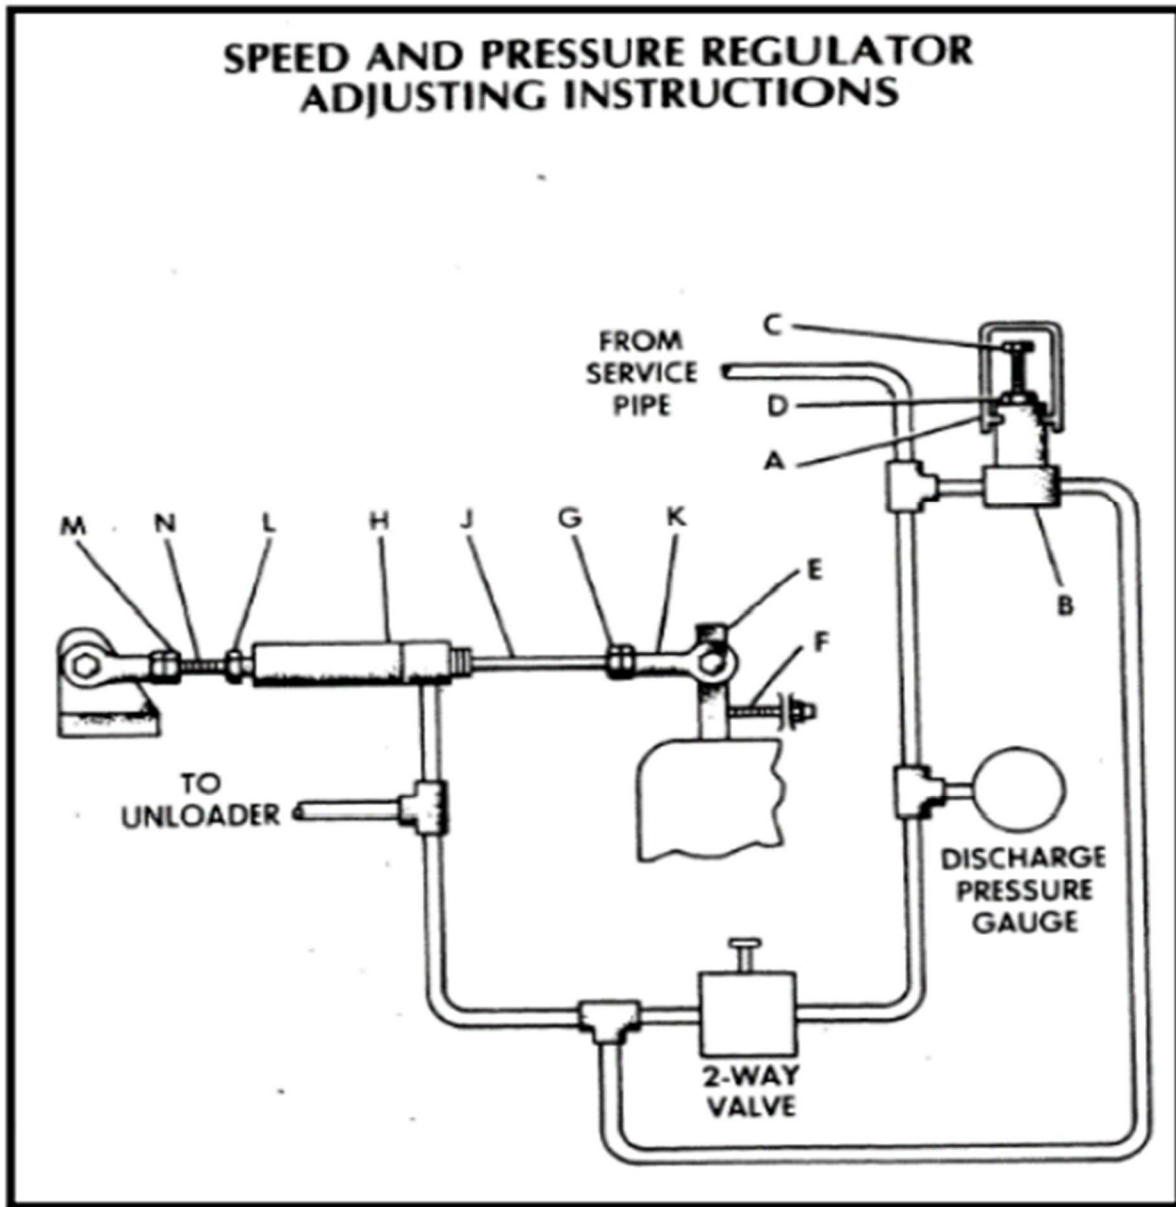 SPEED AND PRESSURE REGULATOR
ADJUSTING INSTRUCTIONS
FROM
SERVICE
PIPE
C
D
A
B
M N L H J G K
E
F
TO
UNLOADER
DISCHARGE
PRESSURE
GAUGE
2-WAY
VALVE